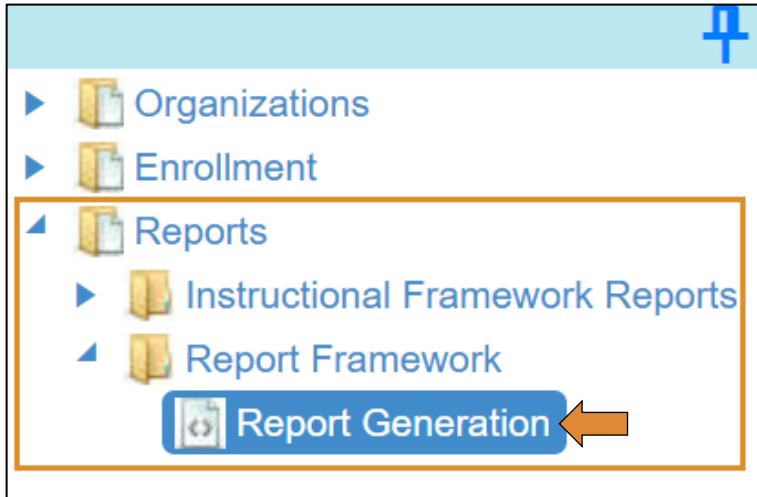 Organizations
Enrollment
Reports
Instructional Framework Reports
Report Framework
Report Generation